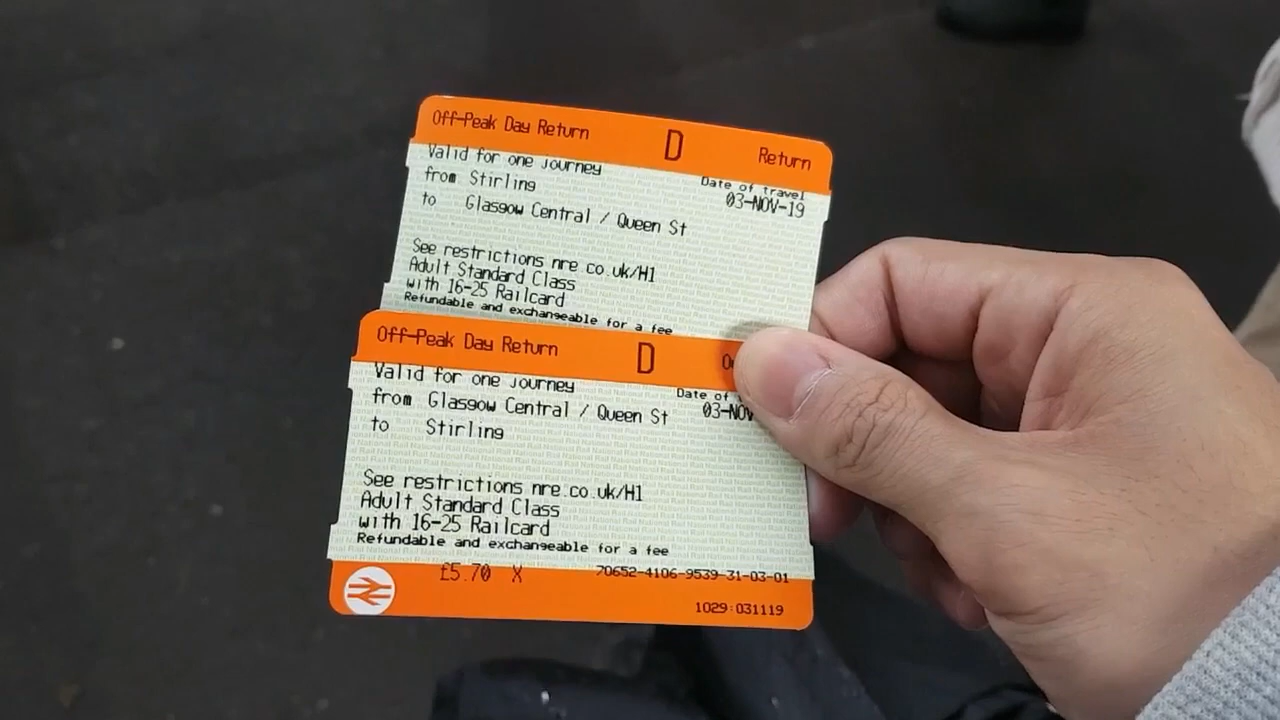 Off-Peak Day Return D Return
Valid for one Journey Date of travel
from Stirling 03-NOV-19
to Glasgow Central / Queen St
See restrictions nre co.uk/H1
Adult Standard Class
with 16-25 Railcard
Refundable and exchangeable for a fee
Off-Peak Day Return D
Valid for one Journey Date of
from Glasgow Central / Queen St 03-NOV
to Stirling
See restrictions nre.co.uk/H1
Adult Standard Class
with 16-25 Railcard
Refundable and exchangeable for a fee
£5.70 X 70652-4106-9539-31-03-01
1029:031119